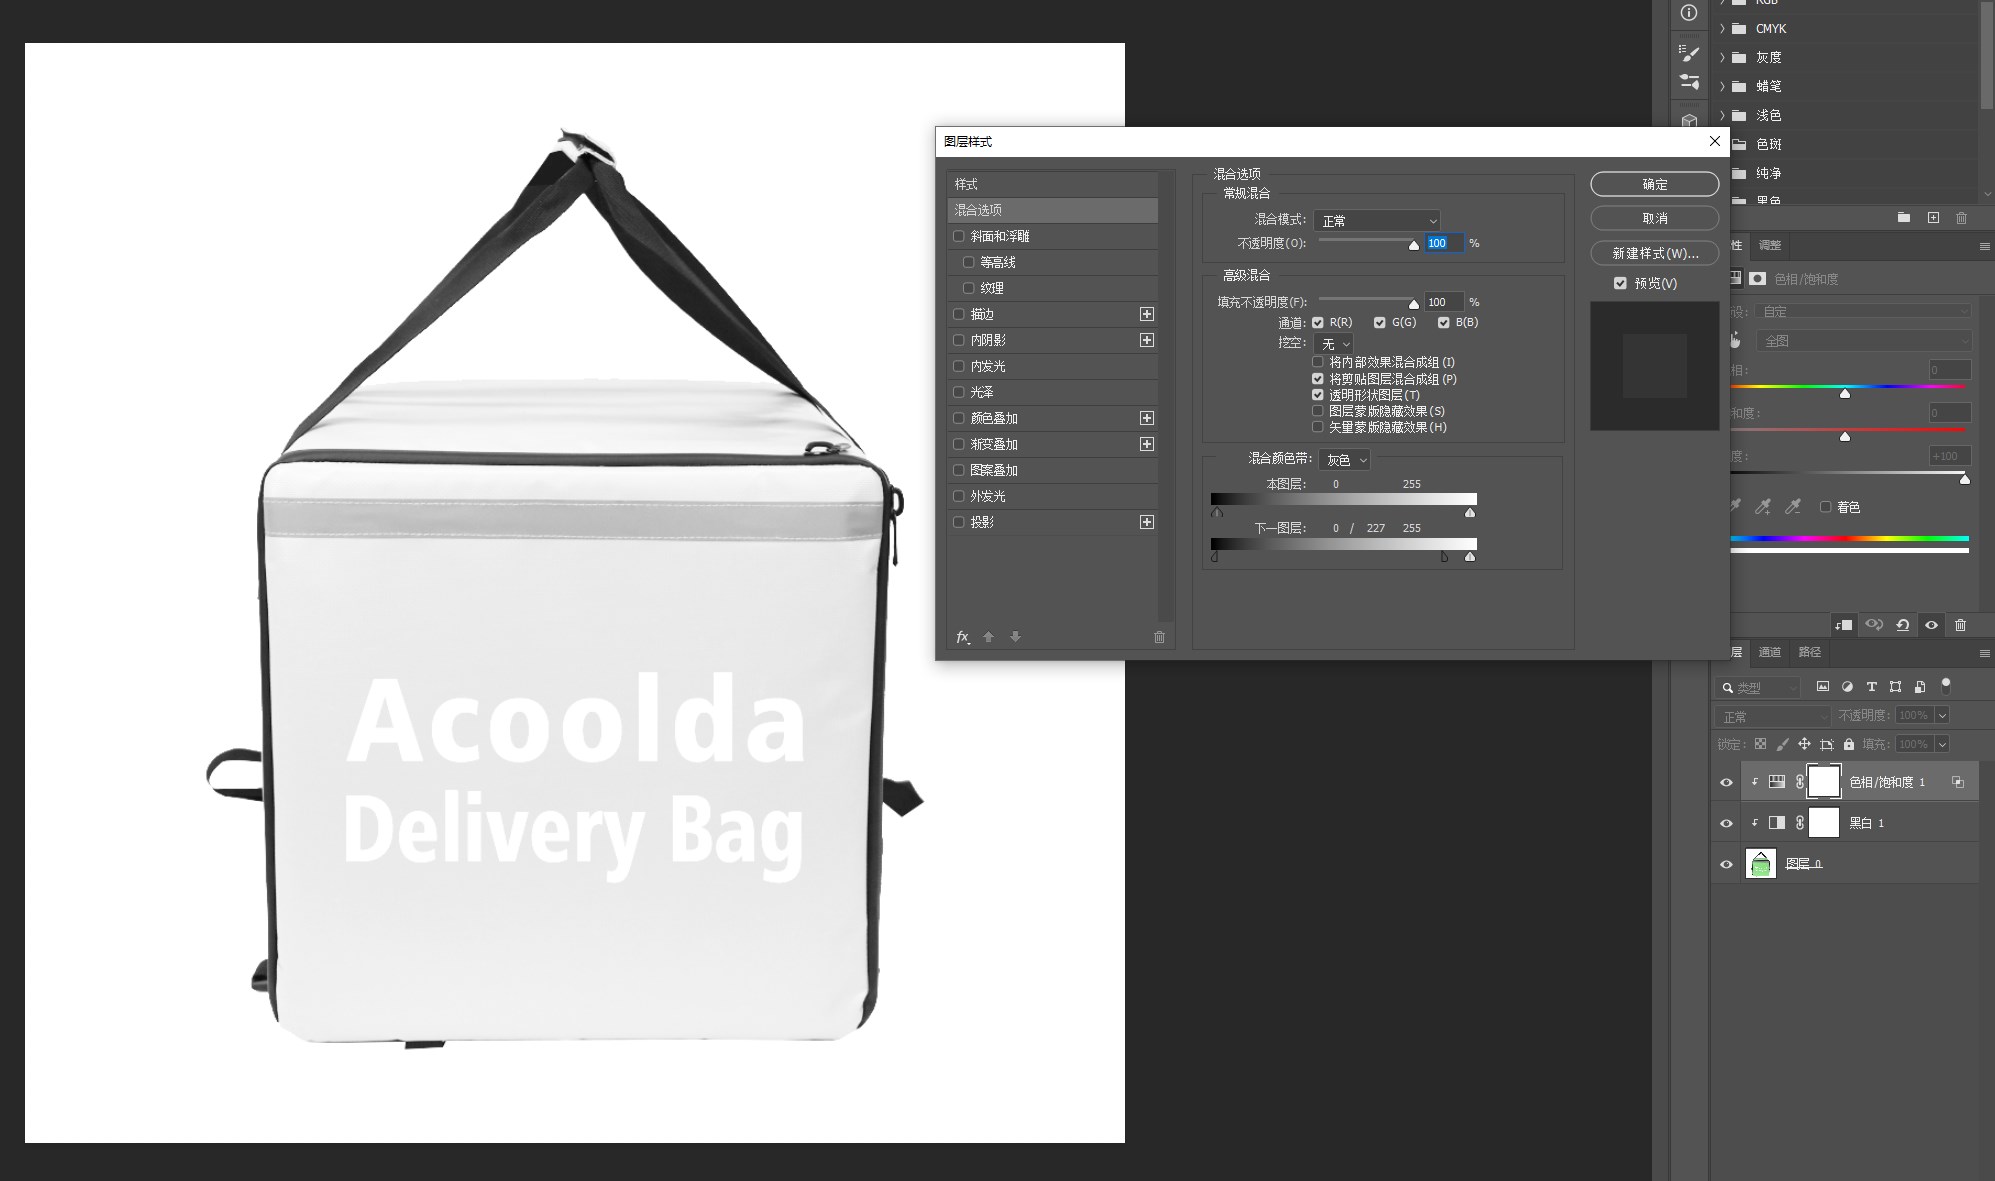 Acoolda
Delivery Bag
图层样式
样式
混合选项
斜面和浮雕
等高线
纹理
描边
内阴影
内发光
光泽
颜色叠加
渐变叠加
图案叠加
外发光
投影
fx
混合选项
常规混合
混合模式: 正常
不透明度(O): 100 %
高级混合
填充不透明度(F): 100 %
通道: R(R) G(G) B(B)
挖空: 无
将内部效果混合成组(I)
将剪贴图层混合成组(P)
透明形状图层(T)
图层蒙版隐藏效果(S)
矢量蒙版隐藏效果(H)
混合颜色带: 灰色
本图层: 0 255
下一图层: 0 / 227 255
确定
取消
新建样式(W)...
预览(V)
RGB
CMYK
灰度
蜡笔
浅色
色斑
纯净
黑色
性 调整
色相/饱和度
设: 自定
全图
相: 0
和度: 0
度: +100
着色
层 通道 路径
类型
正常 不透明度: 100%
锁定: 填充: 100%
色相/饱和度 1
黑白 1
图层 0